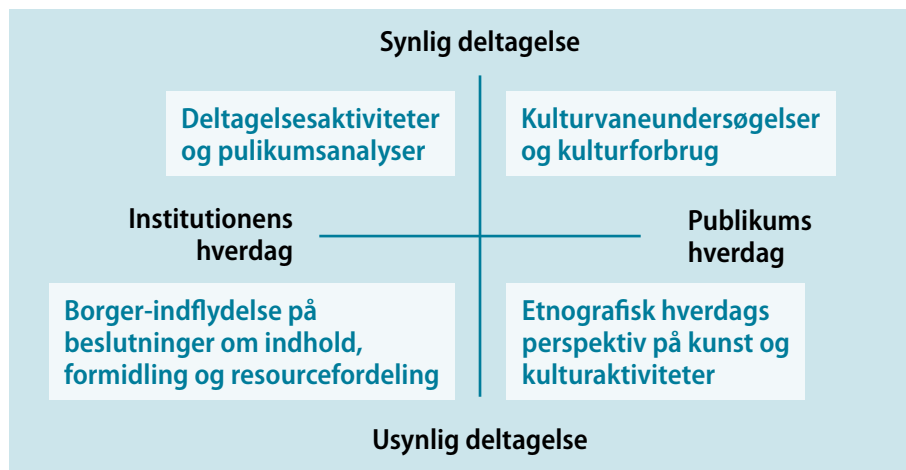 Synlig deltagelse
Deltagelsesaktiviteter
og pulikumsanalyser
Kulturvaneundersøgelser
og kulturforbrug
Institutionens
hverdag
Publikums
hverdag
Borger-indflydelse på
beslutninger om indhold,
formidling og resourcefordeling
Etnografisk hverdags
perspektiv på kunst og
kulturaktiviteter
Usynlig deltagelse